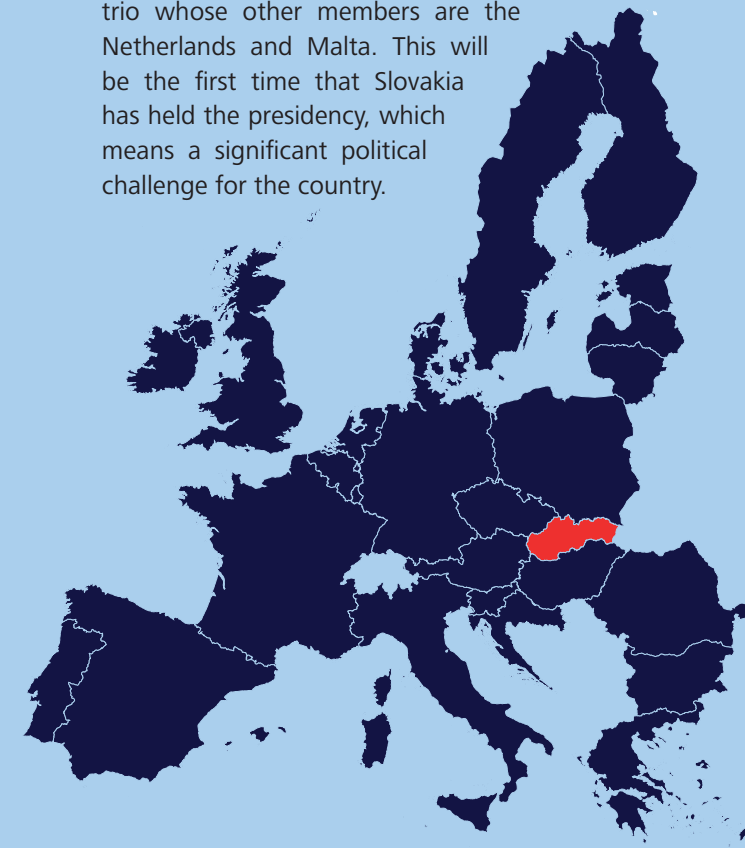 trio whose other members are the
Netherlands and Malta. This will
be the first time that Slovakia
has held the presidency, which
means a significant political
challenge for the country.